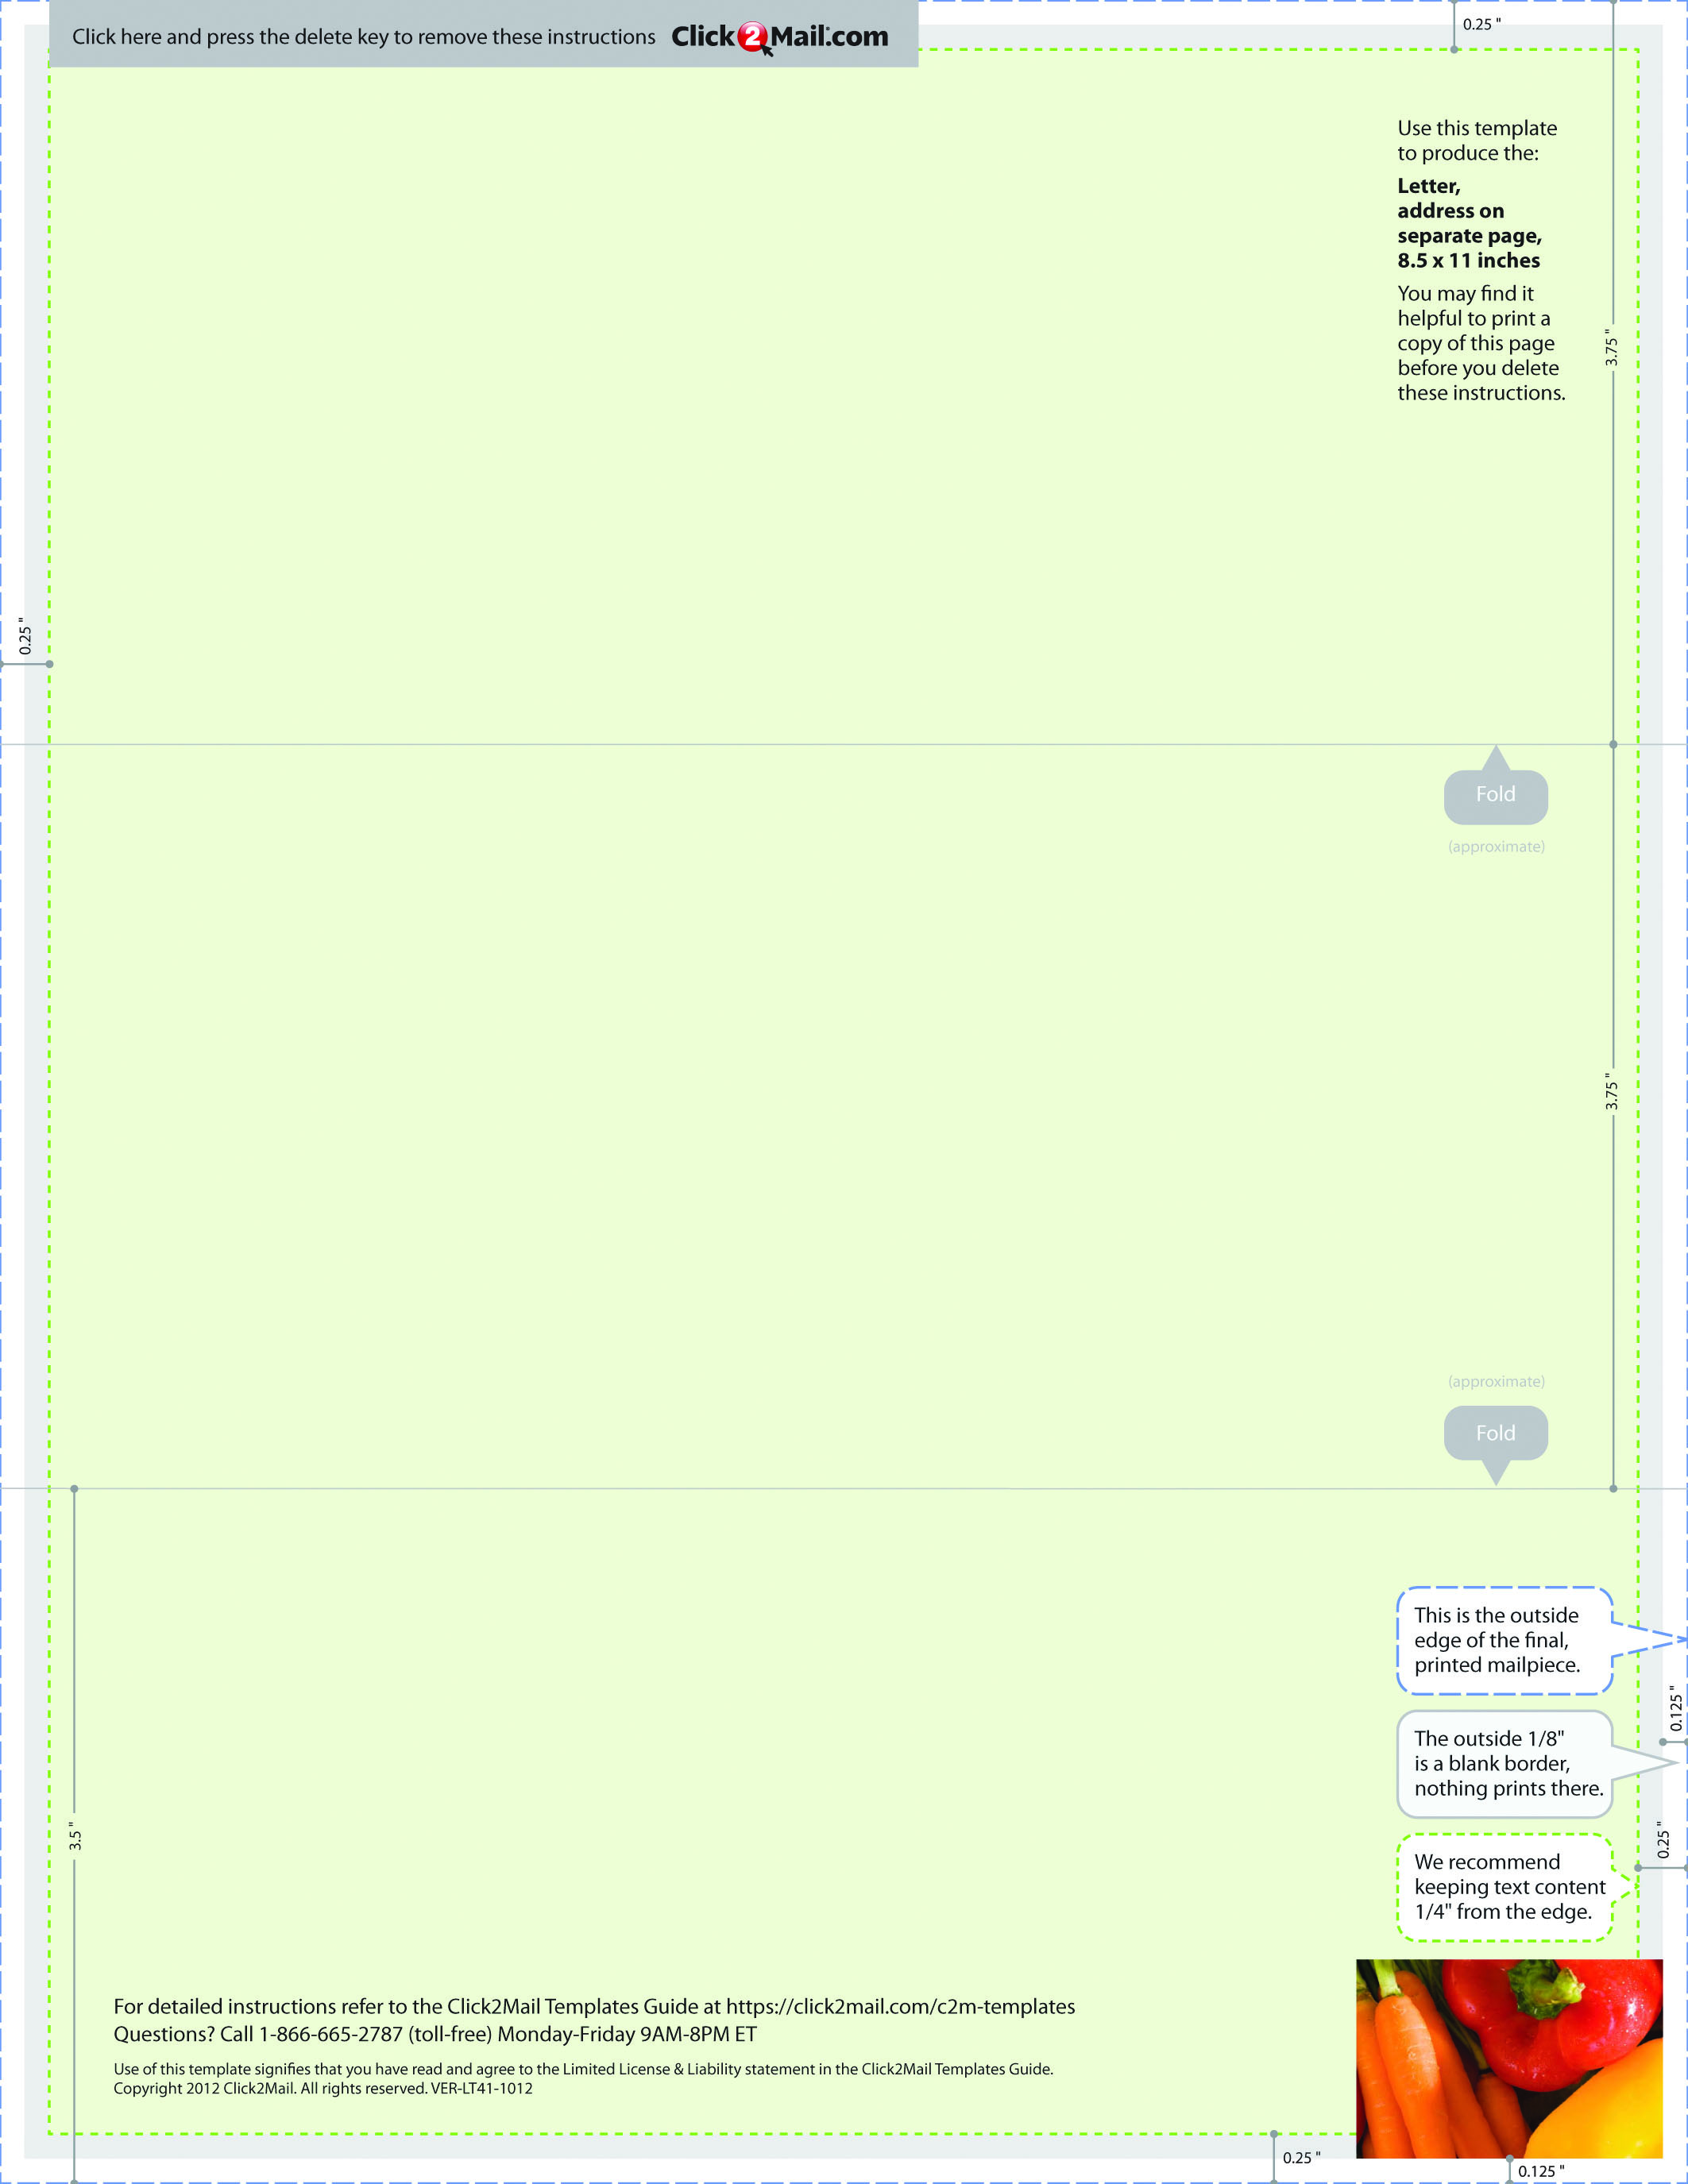 Click here and press the delete key to remove these instructions Click2Mail.com
0.25 "
Use this template
to produce the:
Letter,
address on
separate page,
8.5 x 11 inches
You may find it
helpful to print a
copy of this page
before you delete
these instructions.
3.75 "
0.25 "
Fold
(approximate)
3.75 "
(approximate)
Fold
This is the outside
edge of the final,
printed mailpiece.
0.125 "
The outside 1/8"
is a blank border,
nothing prints there.
3.5 "
0.25 "
We recommend
keeping text content
1/4" from the edge.
For detailed instructions refer to the Click2Mail Templates Guide at https://click2mail.com/c2m-templates
Questions? Call 1-866-665-2787 (toll-free) Monday-Friday 9AM-8PM ET
Use of this template signifies that you have read and agree to the Limited License & Liability statement in the Click2Mail Templates Guide.
Copyright 2012 Click2Mail. All rights reserved. VER-LT41-1012
0.25 "
0.125 "